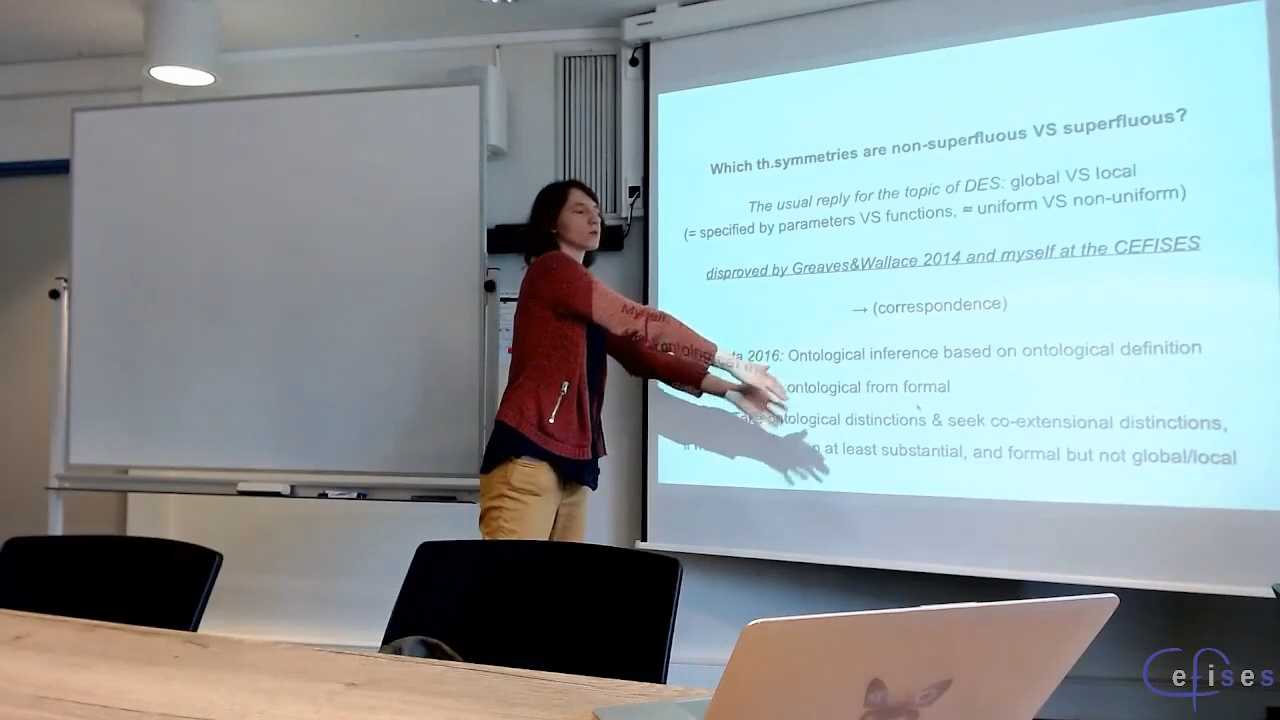 Which th.symmetries are non-superfluous VS superfluous?
The usual reply for the topic of DES: global VS local
(= specified by parameters VS functions, ≈ uniform VS non-uniform)
disproved by Greaves&Wallace 2014 and myself at the CEFISES
→ (correspondence)
2016: Ontological inference based on ontological definition
ontological from formal
ontological distinctions & seek co-extensional distinctions,
at least substantial, and formal but not global/local
Cefises